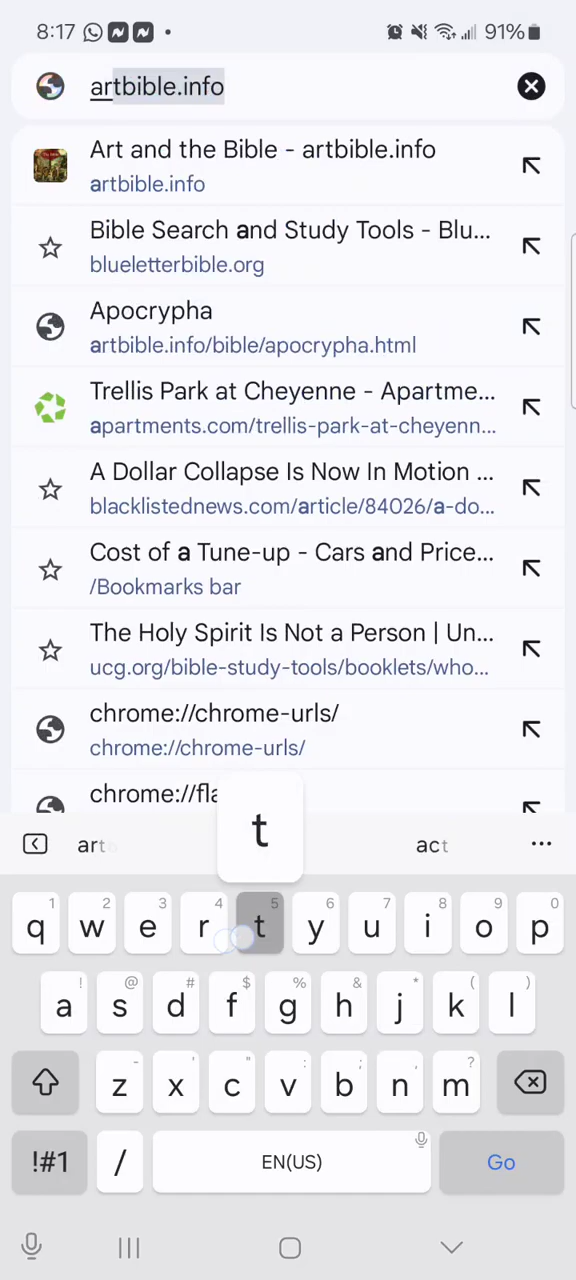 8:17 91%
artbible.info
Art and the Bible - artbible.info
artbible.info
Bible Search and Study Tools - Blu...
blueletterbible.org
Apocrypha
artbible.info/bible/apocrypha.html
Trellis Park at Cheyenne - Apartme...
apartments.com/trellis-park-at-cheyenn...
A Dollar Collapse Is Now In Motion ...
blacklistednews.com/article/84026/a-do...
Cost of a Tune-up - Cars and Price...
/Bookmarks bar
The Holy Spirit Is Not a Person | Un...
ucg.org/bible-study-tools/booklets/who...
chrome://chrome-urls/
chrome://chrome-urls/
chrome://fla
art t act ...
1 2 3 4 5 6 7 8 9 0
q w e r t y u i o p
! @ # $ % & * ( )
a s d f g h j k l
- ' " : ; , ?
z x c v b n m
!#1 / EN(US) Go